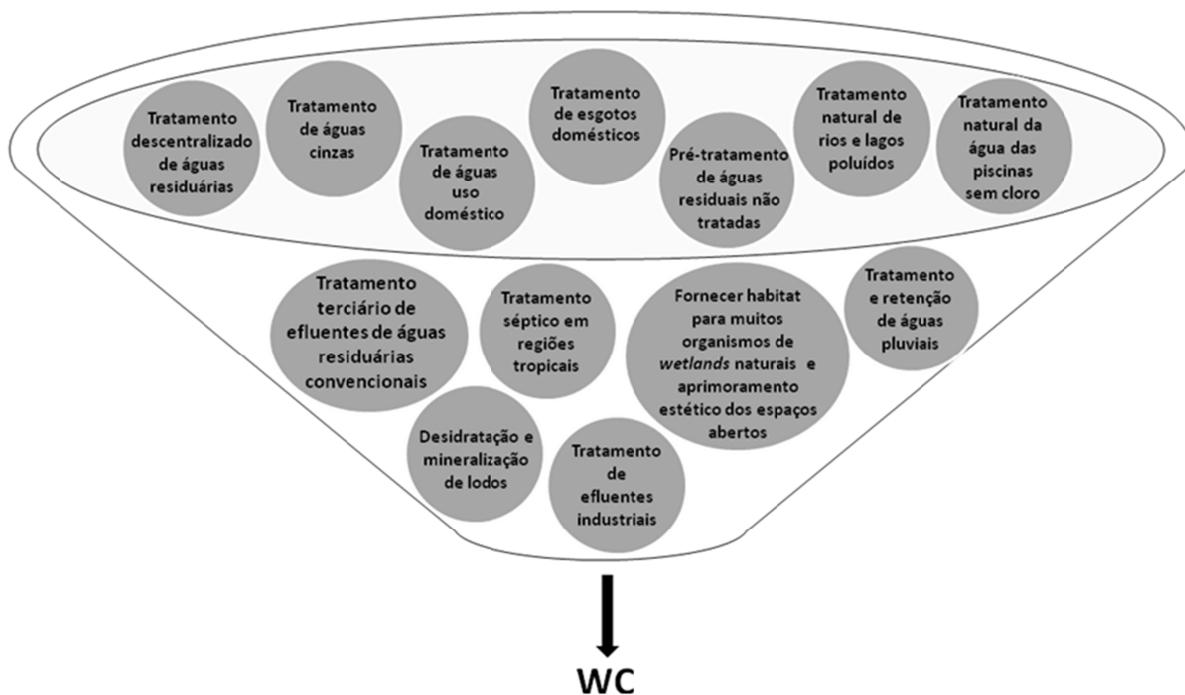 Tratamento
descentralizado
de águas
residuárias
Tratamento
de águas
cinzas
Tratamento
de águas
uso
doméstico
Tratamento
de esgotos
domésticos
Pré-tratamento
de águas
residuais não
tratadas
Tratamento
natural de
rios e lagos
poluídos
Tratamento
natural da
água das
piscinas
sem cloro
Tratamento
terciário de
efluentes de águas
residuárias
convencionais
Tratamento
séptico em
regiões
tropicais
Fornecer habitat
para muitos
organismos de
wetlands naturais e
aprimoramento
estético dos espaços
abertos
Tratamento
e retenção
de águas
pluviais
Desidratação e
mineralização
de lodos
Tratamento
de
efluentes
industriais
WC